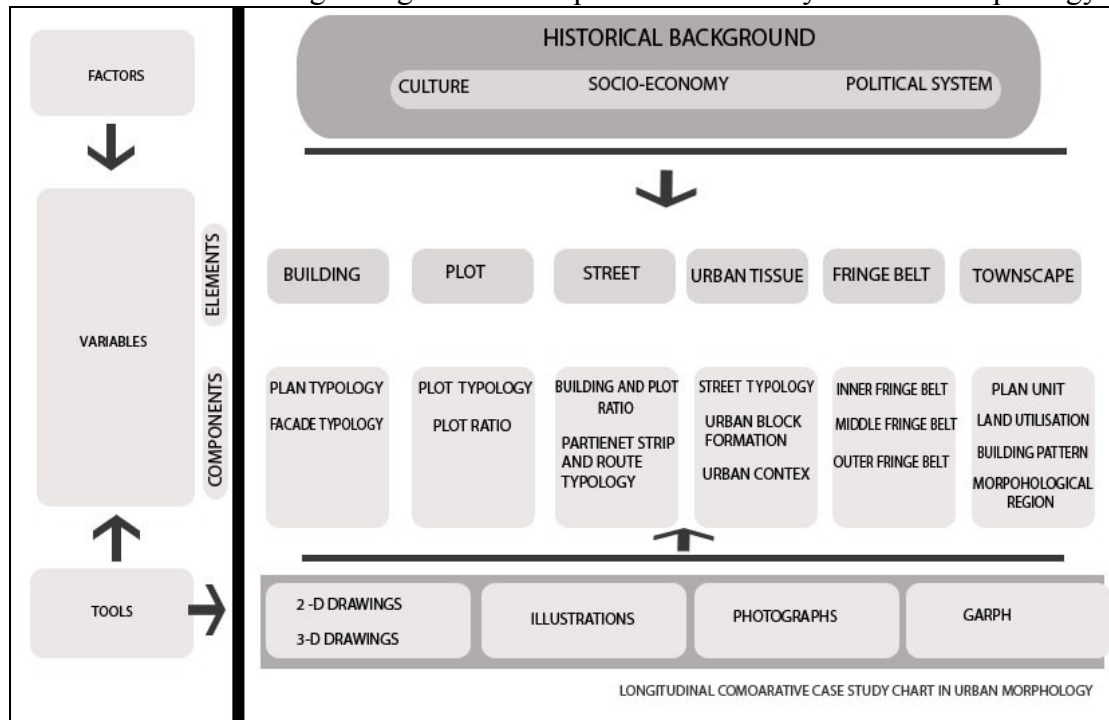 FACTORS
VARIABLES
TOOLS
ELEMENTS
COMPONENTS
HISTORICAL BACKGROUND
CULTURE SOCIO-ECONOMY POLITICAL SYSTEM
BUILDING PLOT STREET URBAN TISSUE FRINGE BELT TOWNSCAPE
PLAN TYPOLOGY
FACADE TYPOLOGY
PLOT TYPOLOGY
PLOT RATIO
BUILDING AND PLOT
RATIO
PARTIENET STRIP
AND ROUTE
TYPOLOGY
STREET TYPOLOGY
URBAN BLOCK
FORMATION
URBAN CONTEX
INNER FRINGE BELT
MIDDLE FRINGE BELT
OUTER FRINGE BELT
PLAN UNIT
LAND UTILISATION
BUILDING PATTERN
MORPOHOLOGICAL
REGION
2 -D DRAWINGS
3-D DRAWINGS
ILLUSTRATIONS
PHOTOGRAPHS
GARPH
LONGITUDINAL COMOARATIVE CASE STUDY CHART IN URBAN MORPHOLOGY